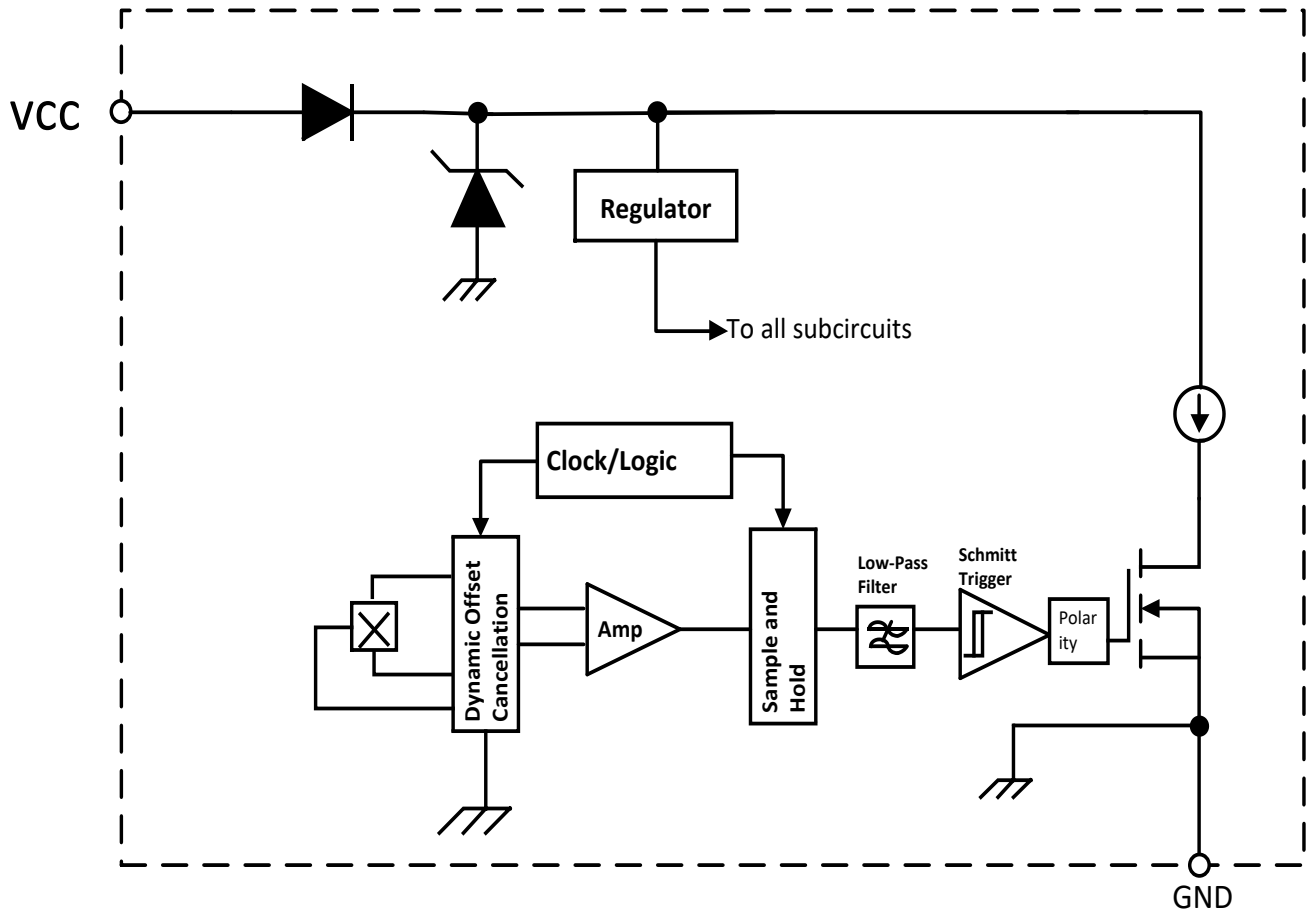 VCC
Regulator
To all subcircuits
Clock/Logic
Dynamic Offset
Cancellation
Amp
Sample and
Hold
Low-Pass
Filter
Schmitt
Trigger
Polar
ity
GND